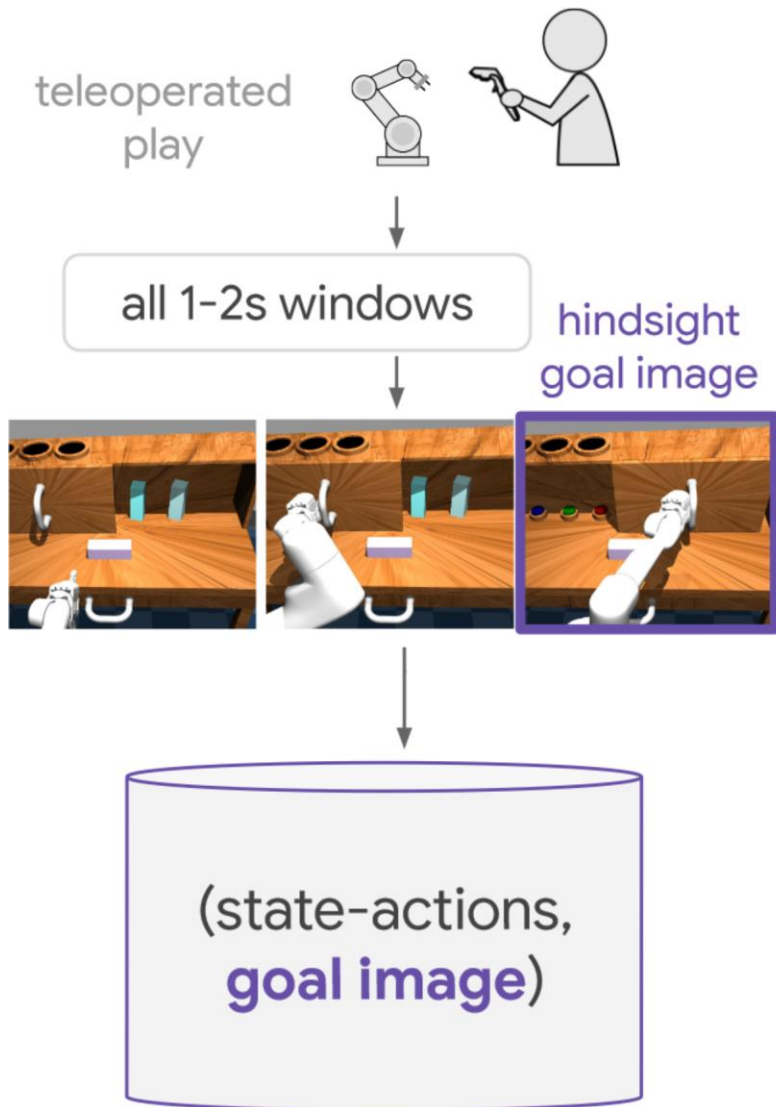 teleoperated
play
all 1-2s windows
hindsight
goal image
(state-actions,
goal image)